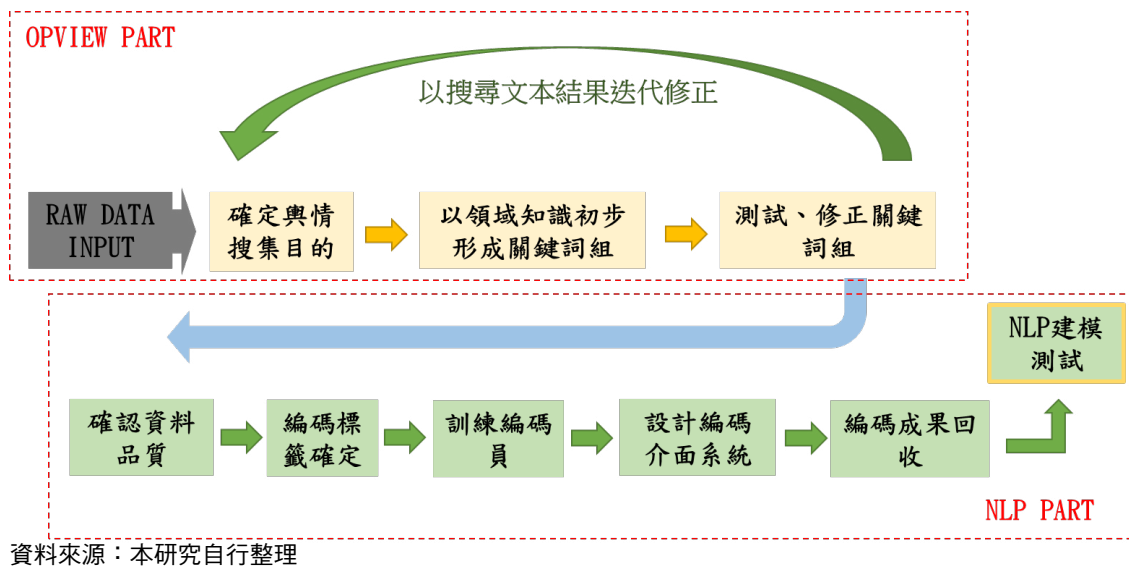 OPVIEW PART
以搜尋文本結果迭代修正
RAW DATA
INPUT
確定輿情
搜集目的
以領域知識初步
形成關鍵詞組
測試、修正關鍵
詞組
NLP建模
測試
確認資料
品質
編碼標
籤確定
訓練編碼
員
設計編碼
介面系統
編碼成果回
收
NLP PART
資料來源：本研究自行整理